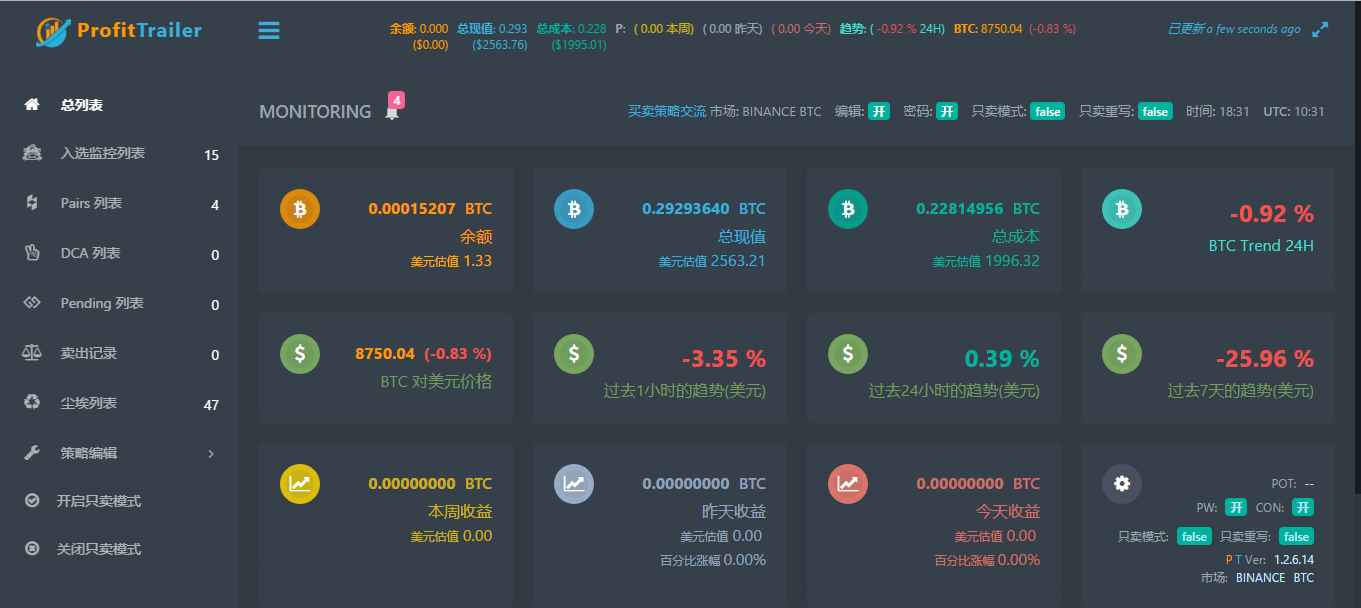 ProfitTrailer
余额: 0.000 总现值: 0.293 总成本: 0.228 P: ( 0.00 本周) ( 0.00 昨天) ( 0.00 今天) 趋势: ( -0.92 % 24H) BTC: 8750.04 (-0.83 %)
($0.00) ($2563.76) ($1995.01)
已更新 a few seconds ago
总列表
入选监控列表 15
Pairs 列表 4
DCA 列表 0
Pending 列表 0
卖出记录 0
尘埃列表 47
策略编辑
开启只卖模式
关闭只卖模式
MONITORING 4
买卖策略交流 市场: BINANCE BTC 编辑: 开 密码: 开 只卖模式: false 只卖重写: false 时间: 18:31 UTC: 10:31
0.00015207 BTC
余额
美元估值 1.33
0.29293640 BTC
总现值
美元估值 2563.21
0.22814956 BTC
总成本
美元估值 1996.32
-0.92 %
BTC Trend 24H
8750.04 (-0.83 %)
BTC 对美元价格
-3.35 %
过去1小时的趋势(美元)
0.39 %
过去24小时的趋势(美元)
-25.96 %
过去7天的趋势(美元)
0.00000000 BTC
本周收益
美元估值 0.00
0.00000000 BTC
昨天收益
美元估值 0.00
百分比涨幅 0.00%
0.00000000 BTC
今天收益
美元估值 0.00
百分比涨幅 0.00%
POT: --
PW: 开 CON: 开
只卖模式: false 只卖重写: false
P T Ver: 1.2.6.14
市场: BINANCE BTC